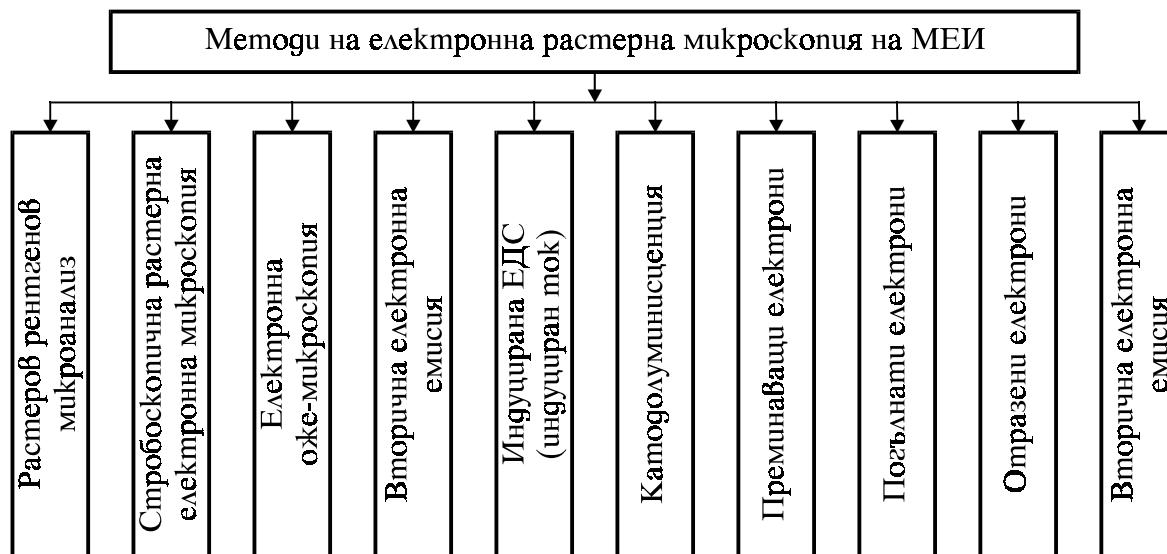 Методи на електронна растерна микроскопия на МЕИ
Растеров рентгенов
микроанализ
Стробоскопична растерна
електронна микроскопия
Електронна
оже-микроскопия
Вторична електронна
емисия
Индуцирана ЕДС
(индуциран ток)
Катодолуминисценция
Преминаващи електрони
Погълнати електрони
Отразени електрони
Вторична електронна
емисия